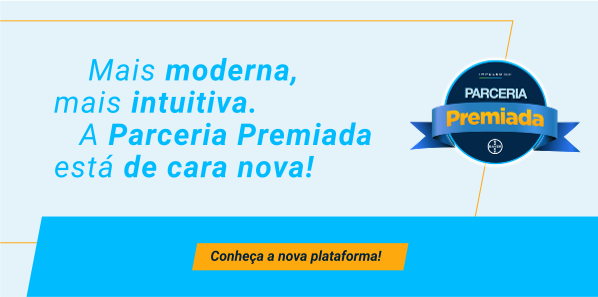 Mais moderna,
mais intuitiva.
A Parceria Premiada
está de cara nova!
PARCERIA
Premiada
Conheça a nova plataforma!